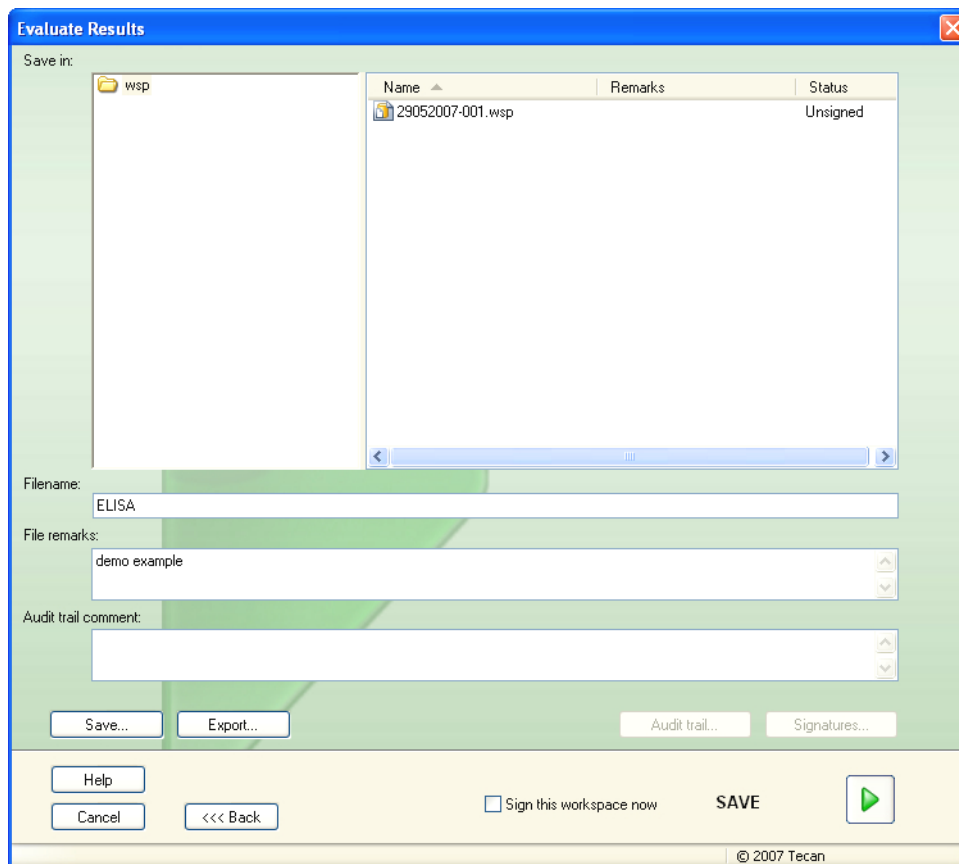 Evaluate Results
Save in:
wsp
Name Remarks Status
29052007-001.wsp Unsigned
Filename:
ELISA
File remarks:
demo example
Audit trail comment:
Save... Export... Audit trail... Signatures...
Help
Cancel <<< Back Sign this workspace now SAVE
© 2007 Tecan